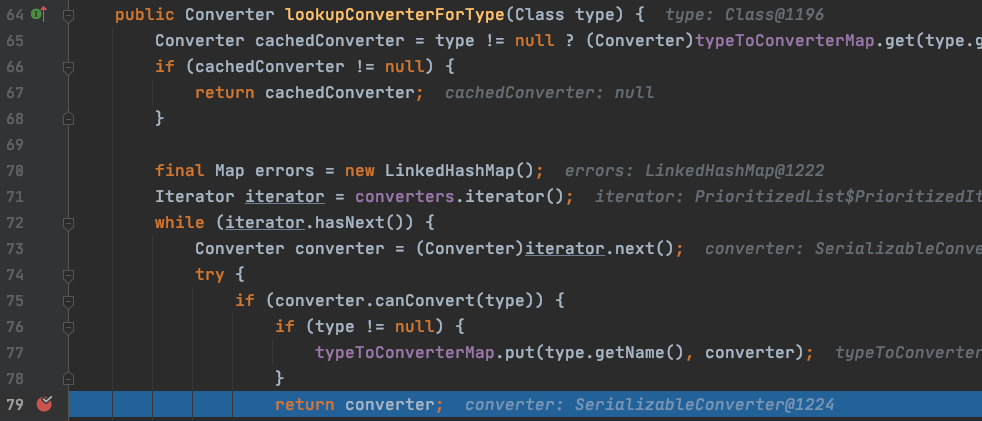 64 public Converter lookupConverterForType(Class type) { type: Class@1196
65 Converter cachedConverter = type != null ? (Converter)typeToConverterMap.get(type.g
66 if (cachedConverter != null) {
67 return cachedConverter; cachedConverter: null
68 }
69
70 final Map errors = new LinkedHashMap(); errors: LinkedHashMap@1222
71 Iterator iterator = converters.iterator(); iterator: PrioritizedList$PrioritizedIt
72 while (iterator.hasNext()) {
73 Converter converter = (Converter)iterator.next(); converter: SerializableConve
74 try {
75 if (converter.canConvert(type)) {
76 if (type != null) {
77 typeToConverterMap.put(type.getName(), converter); typeToConverter
78 }
79 return converter; converter: SerializableConverter@1224